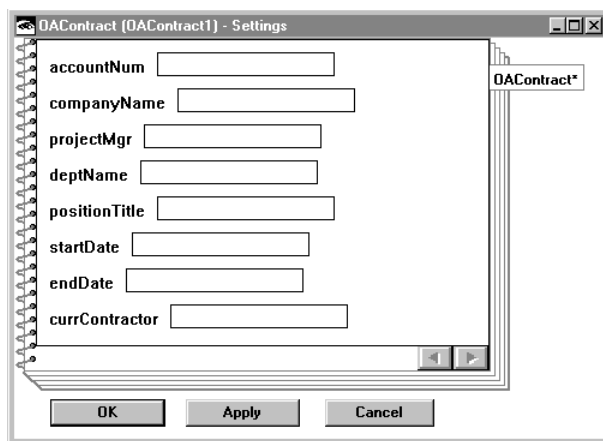 OAContract (OAContract1) - Settings
accountNum
OAContract*
companyName
projectMgr
deptName
positionTitle
startDate
endDate
currContractor
OK Apply Cancel